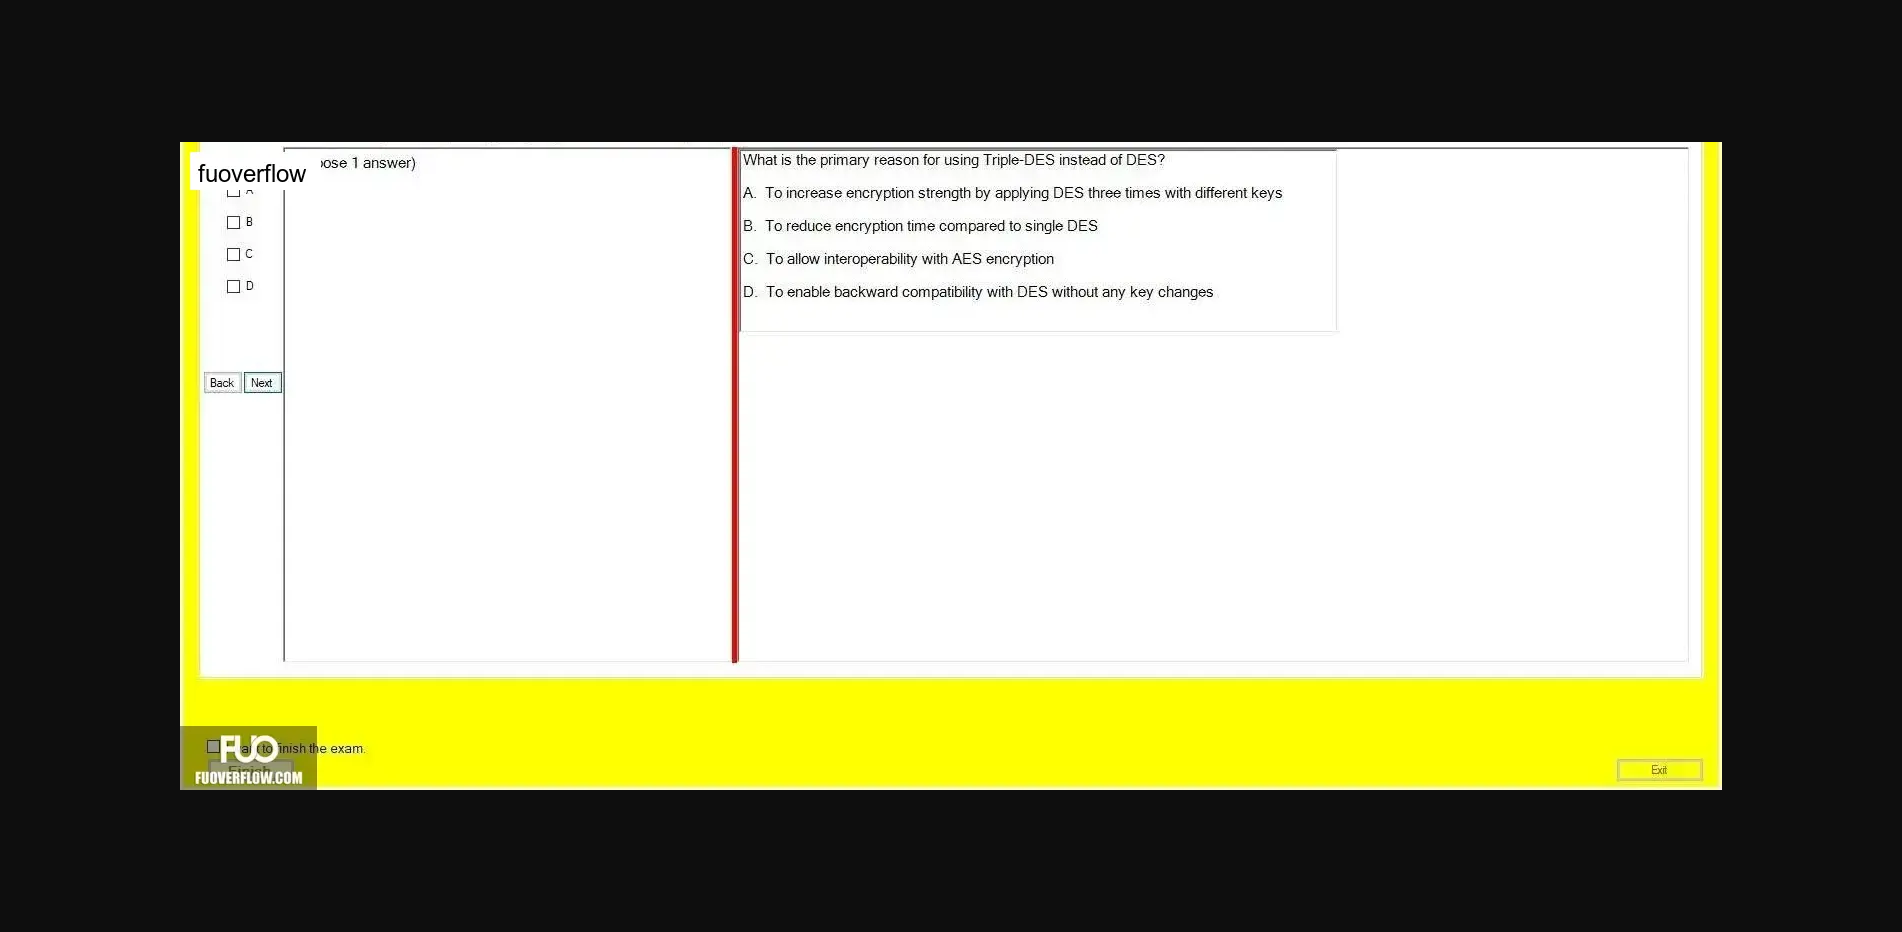 fuoverflow
ose 1 answer)
A
B
C
D
Back
Next
What is the primary reason for using Triple-DES instead of DES?
A. To increase encryption strength by applying DES three times with different keys
B. To reduce encryption time compared to single DES
C. To allow interoperability with AES encryption
D. To enable backward compatibility with DES without any key changes
to finish the exam.
Finish
FUO
FUOVERFLOW.COM
Exit